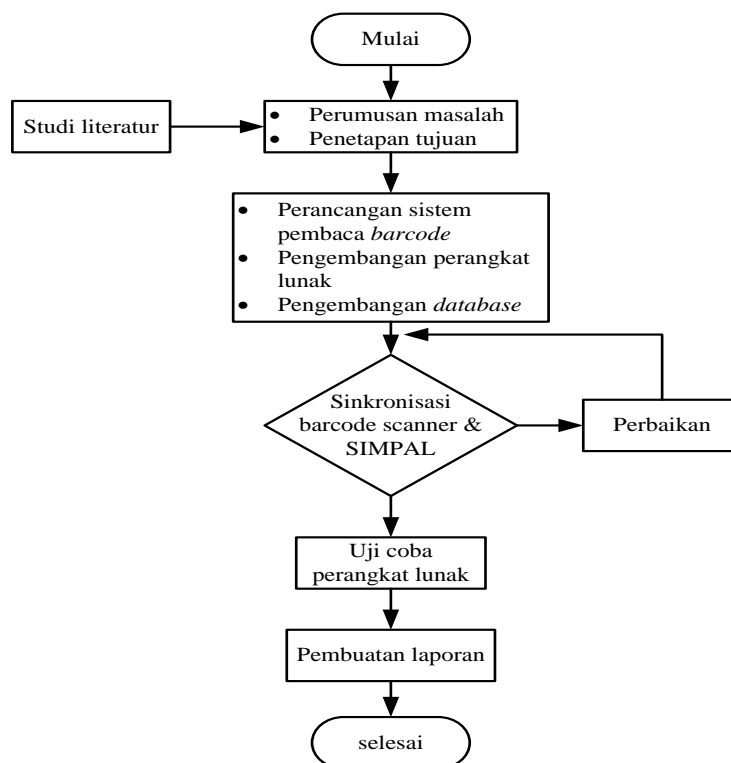 Mulai
Studi literatur
• Perumusan masalah
• Penetapan tujuan
• Perancangan sistem
pembaca barcode
• Pengembangan perangkat
lunak
• Pengembangan database
Sinkronisasi
barcode scanner &
SIMPAL
Perbaikan
Uji coba
perangkat lunak
Pembuatan laporan
selesai